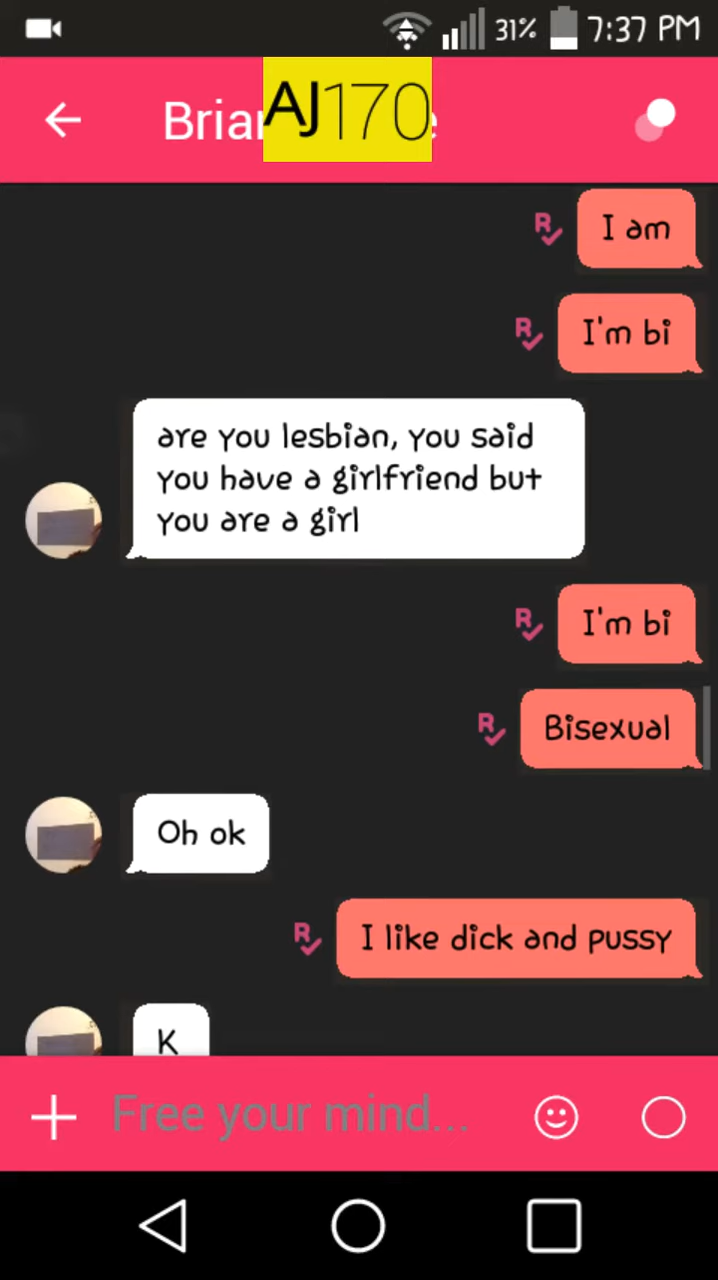 31% 7:37 PM
AJ170
I am
I'm bi
are you lesbian, you said
you have a girlfriend but
you are a girl
I'm bi
Bisexual
Oh ok
I like dick and pussy
K
Free your mind...